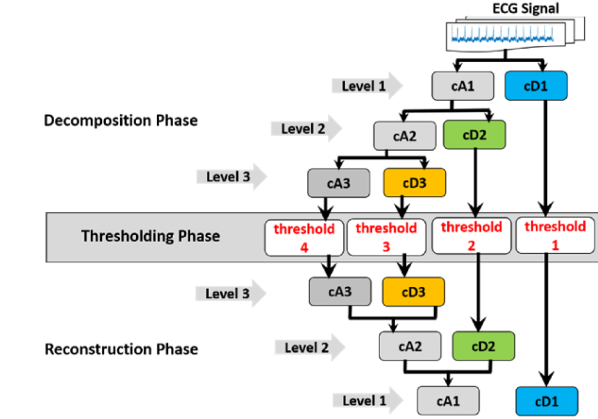 ECG Signal
Level 1
cA1
cD1
Decomposition Phase
Level 2
cA2
cD2
Level 3
cA3
cD3
Thresholding Phase
threshold
4
threshold
3
threshold
2
threshold
1
Level 3
cA3
cD3
Reconstruction Phase
Level 2
cA2
cD2
Level 1
cA1
cD1